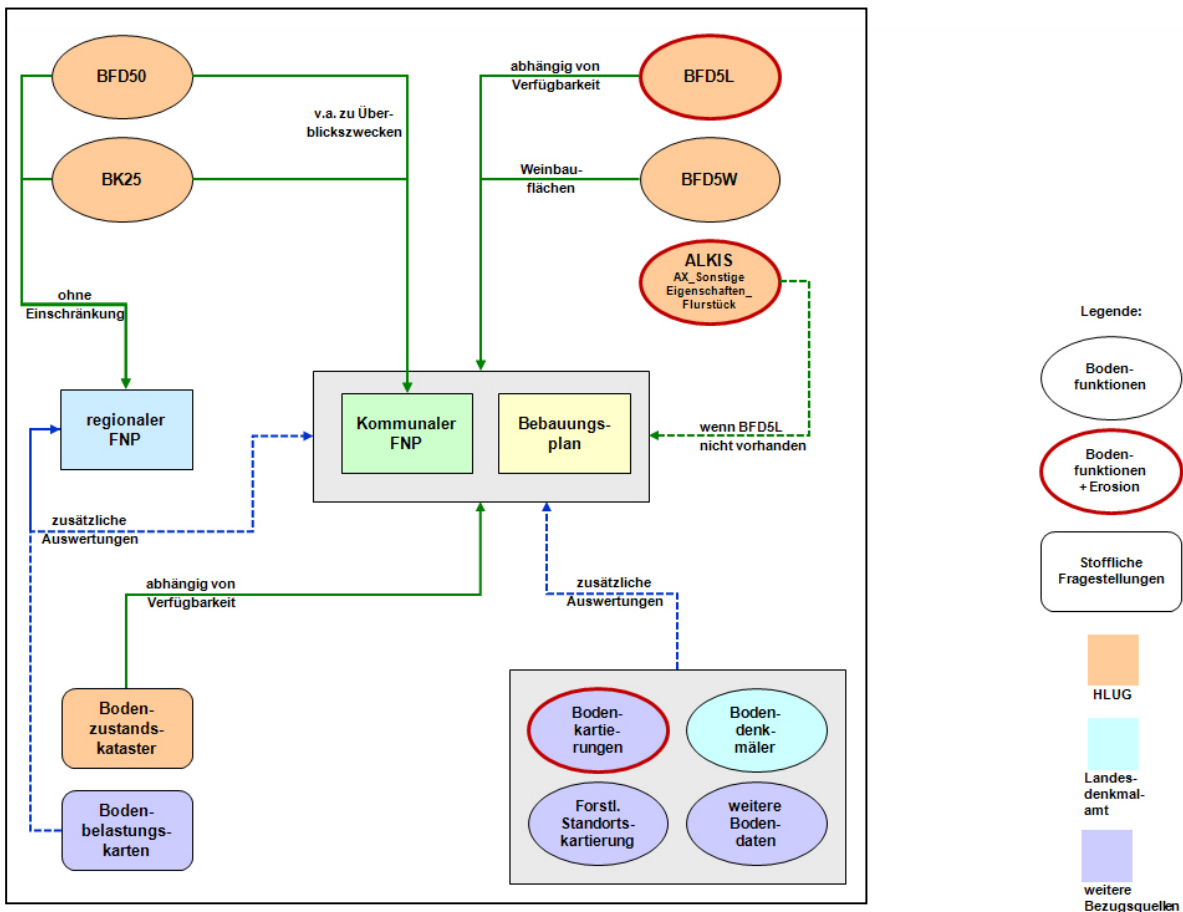 BFD50
BK25
v.a. zu Über-
blickszwecken
ohne
Einschränkung
abhängig von
Verfügbarkeit
BFD5L
Weinbau-
flächen
BFD5W
ALKIS
AX_Sonstige
Eigenschaften_
Flurstück
regionaler
FNP
Kommunaler
FNP
Bebauungs-
plan
wenn BFD5L
nicht vorhanden
zusätzliche
Auswertungen
abhängig von
Verfügbarkeit
zusätzliche
Auswertungen
Boden-
zustands-
kataster
Boden-
belastungs-
karten
Boden-
kartie-
rungen
Boden-
denk-
mäler
Forstl.
Standorts-
kartierung
weitere
Boden-
daten
Legende:
Boden-
funktionen
Boden-
funktionen
+ Erosion
Stoffliche
Fragestellungen
HLUG
Landes-
denkmal-
amt
weitere
Bezugsquellen